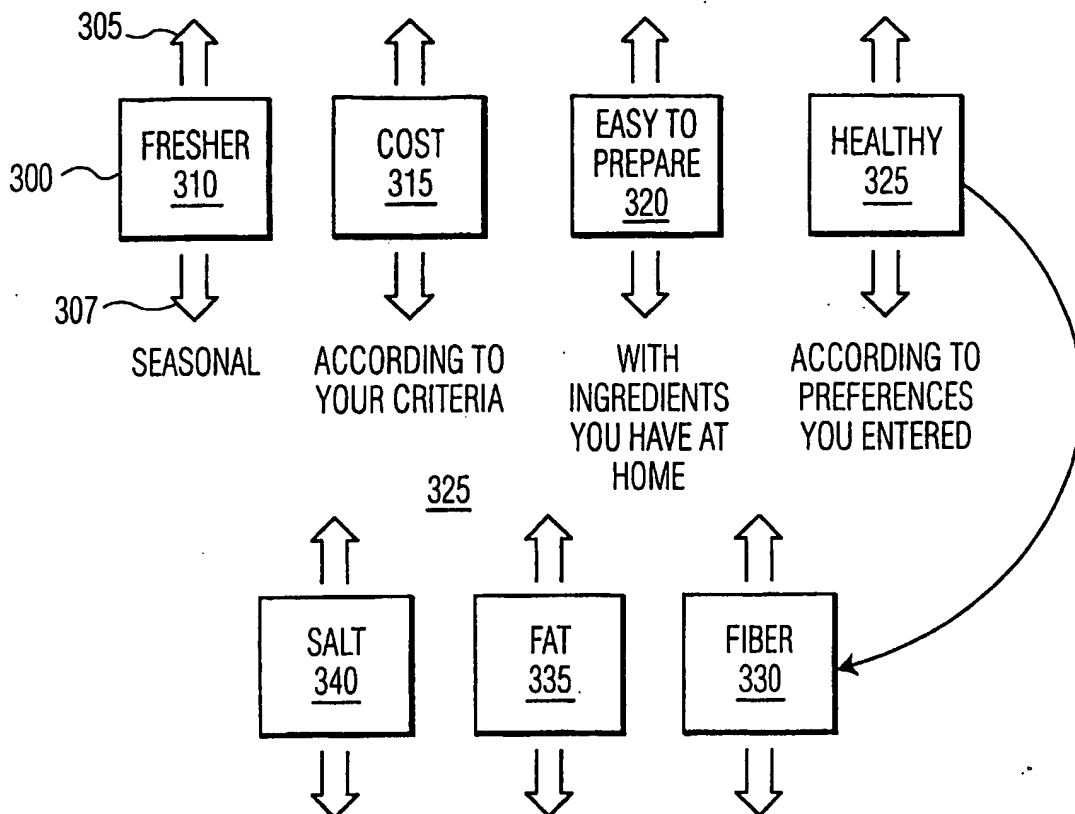 305
FRESHER
310
COST
315
EASY TO
PREPARE
320
HEALTHY
325
300
307
SEASONAL
ACCORDING TO
YOUR CRITERIA
WITH
INGREDIENTS
YOU HAVE AT
HOME
ACCORDING TO
PREFERENCES
YOU ENTERED
325
SALT
340
FAT
335
FIBER
330